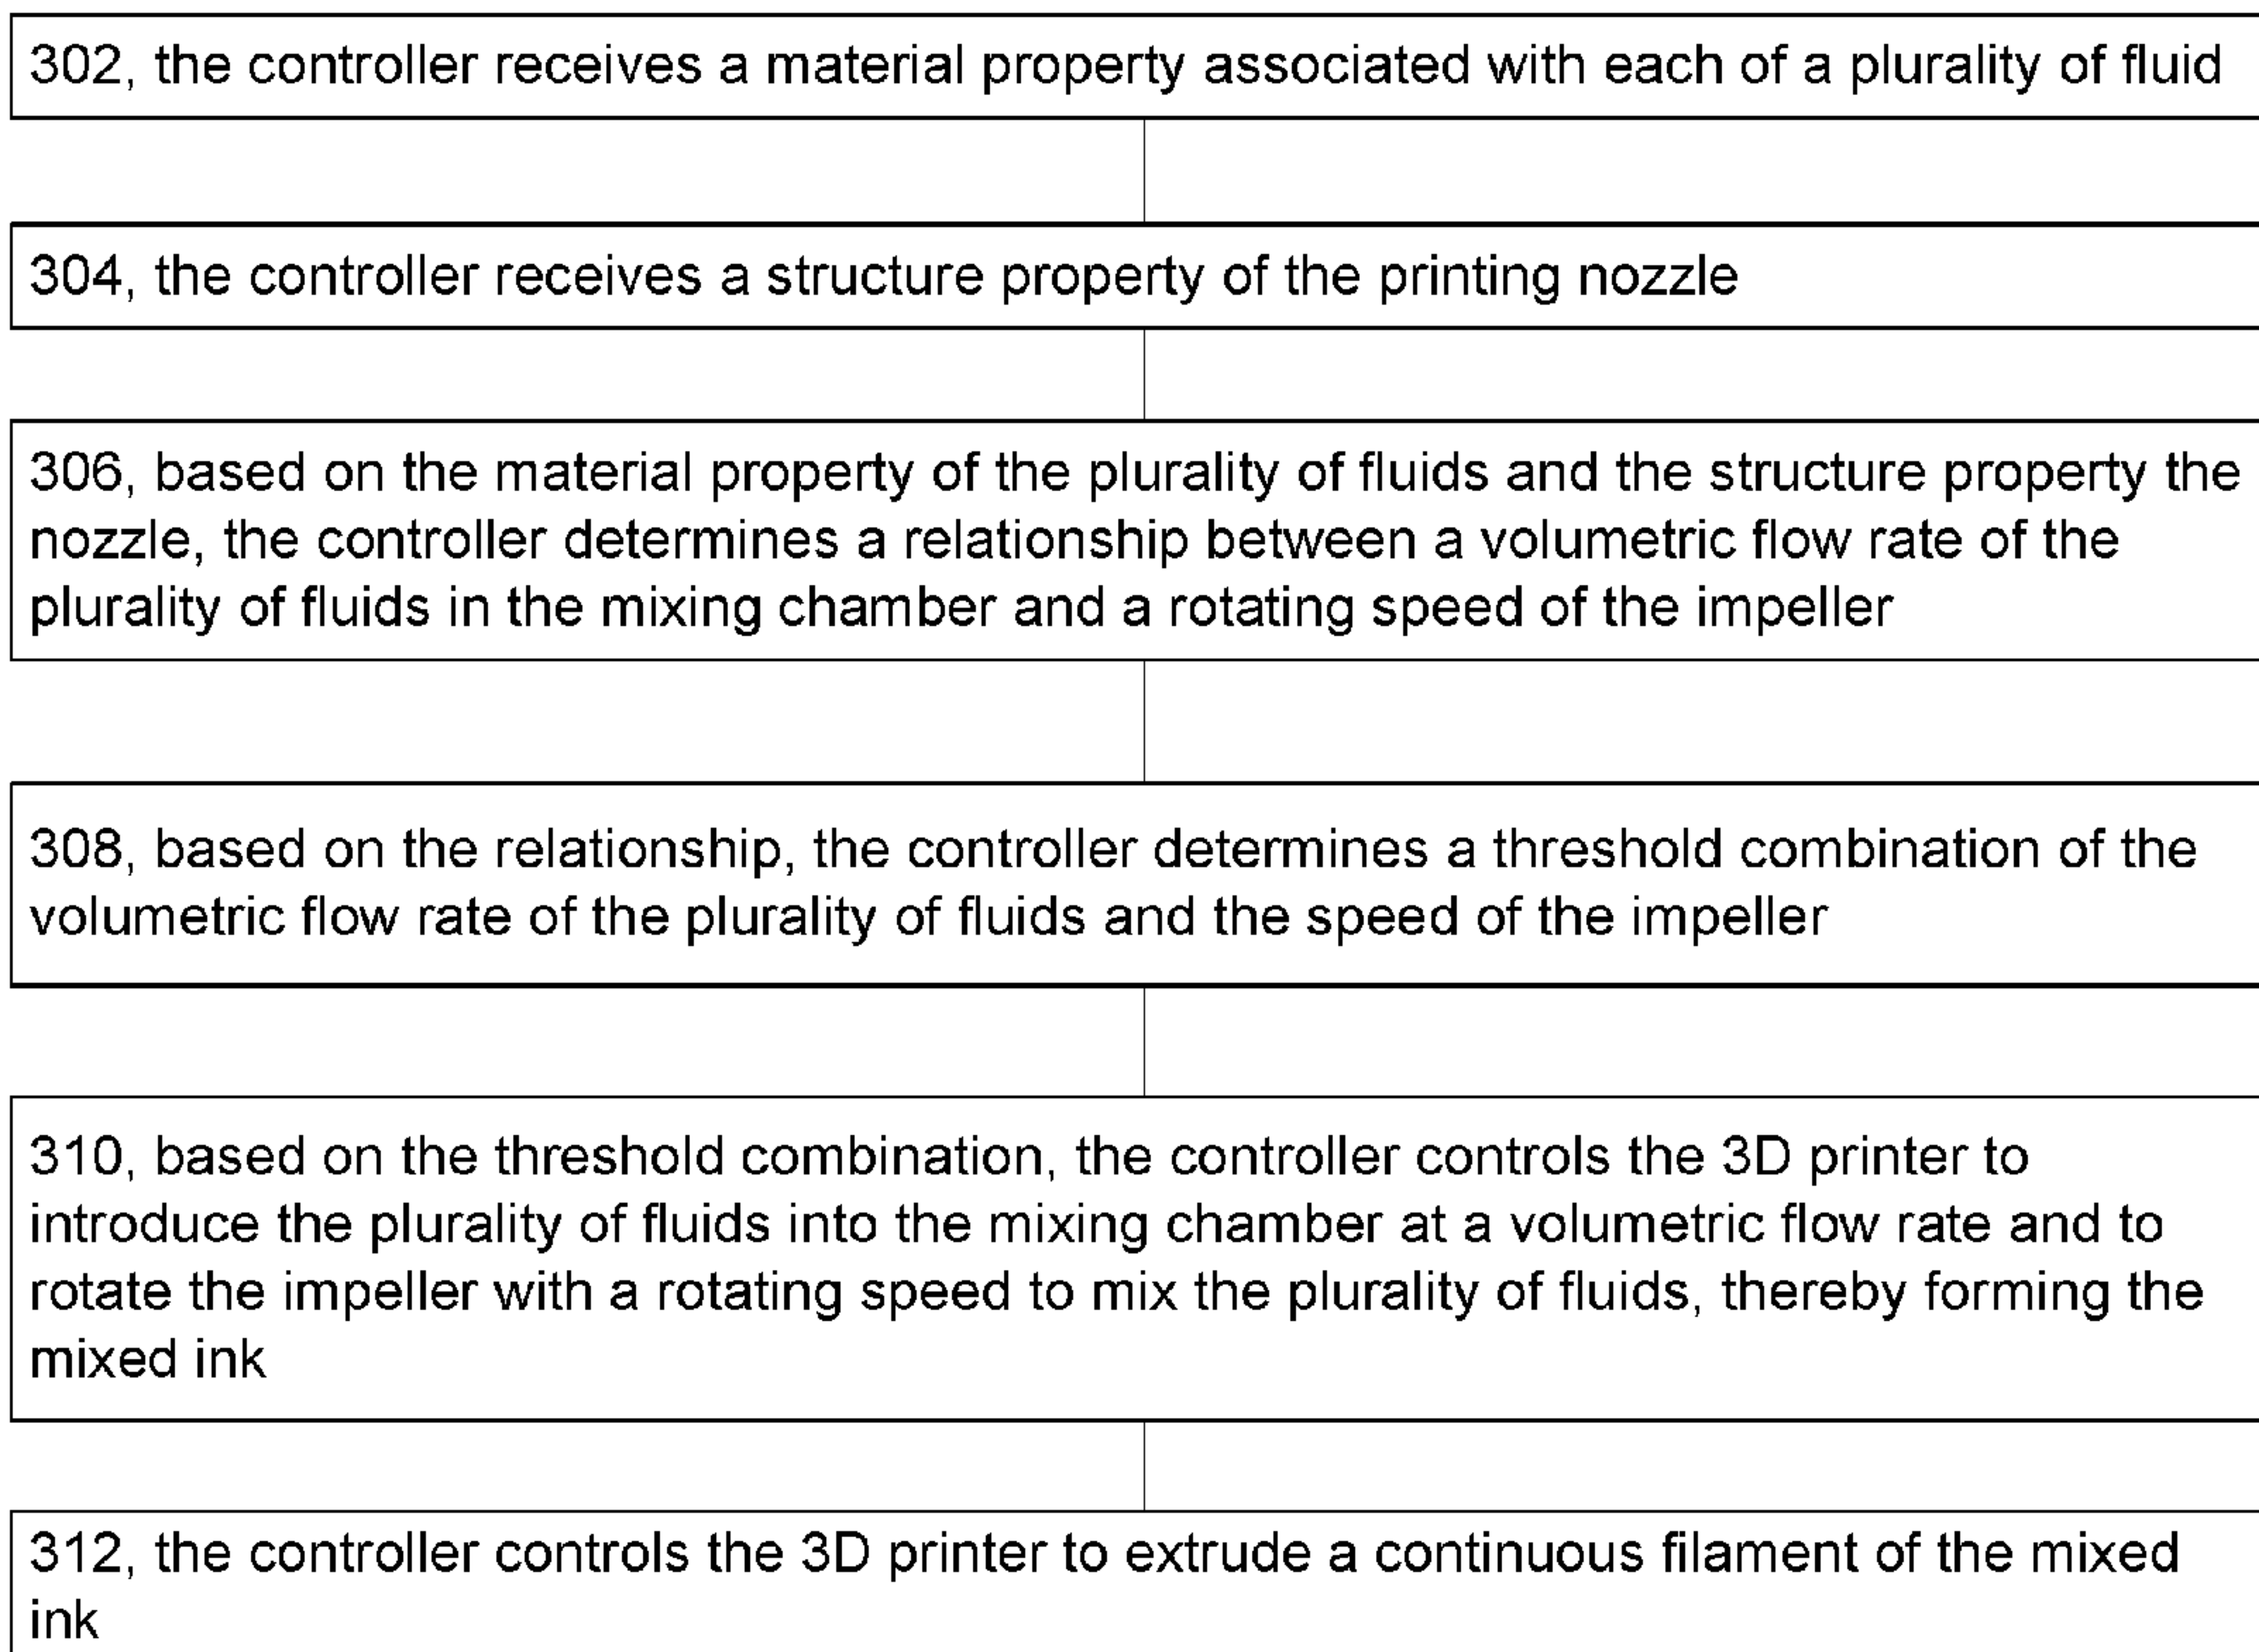 302, the controller receives a material property associated with each of a plurality of fluid
304, the controller receives a structure property of the printing nozzle
306, based on the material property of the plurality of fluids and the structure property the
nozzle, the controller determines a relationship between a volumetric flow rate of the
plurality of fluids in the mixing chamber and a rotating speed of the impeller
308, based on the relationship, the controller determines a threshold combination of the
volumetric flow rate of the plurality of fluids and the speed of the impeller
310, based on the threshold combination, the controller controls the 3D printer to
introduce the plurality of fluids into the mixing chamber at a volumetric flow rate and to
rotate the impeller with a rotating speed to mix the plurality of fluids, thereby forming the
mixed ink
312, the controller controls the 3D printer to extrude a continuous filament of the mixed
ink